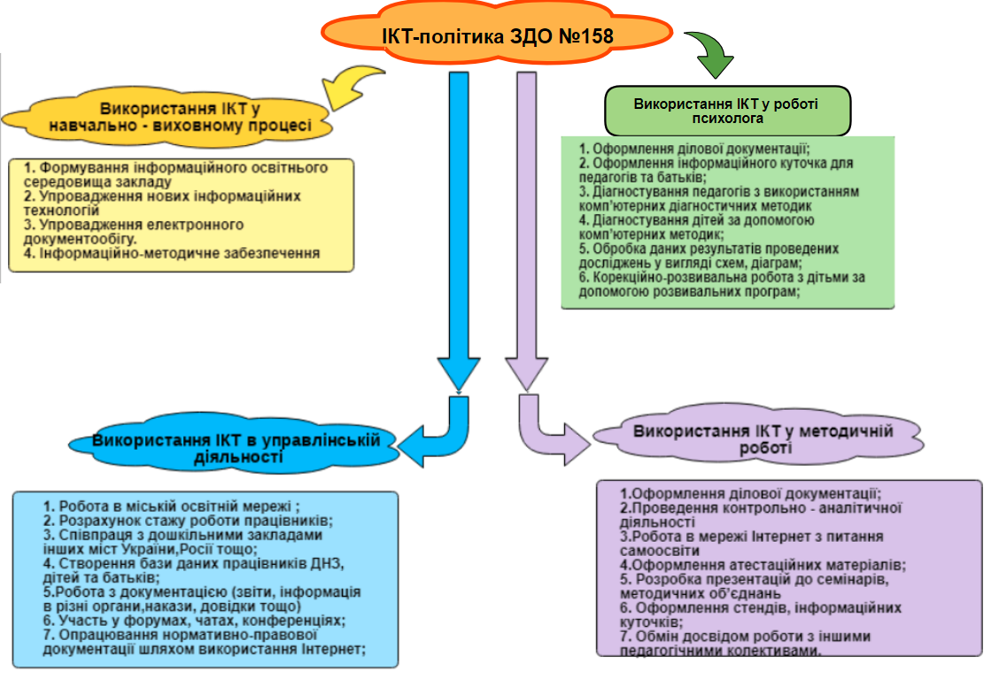 ІКТ-політика ЗДО №158
Використання ІКТ у
навчально - виховному процесі
1. Формування інформаційного освітнього
середовища закладу
2. Упровадження нових інформаційних
технологій
3. Упровадження електронного
документообігу.
4. Інформаційно-методичне забезпечення
Використання ІКТ у роботі
психолога
1. Оформлення ділової документації;
2. Оформлення інформаційного куточка для
педагогів та батьків;
3. Діагностування педагогів з використанням
комп'ютерних діагностичних методик
4. Діагностування дітей за допомогою
комп'ютерних методик;
5. Обробка даних результатів проведених
досліджень у вигляді схем, діаграм;
6. Корекційно-розвивальна робота з дітьми за
допомогою розвивальних програм;
Використання ІКТ в управлінській
діяльності
1. Робота в міській освітній мережі ;
2. Розрахунок стажу роботи працівників;
3. Співпраця з дошкільними закладами
інших міст України,Росії тощо;
4. Створення бази даних працівників ДНЗ,
дітей та батьків;
5.Робота з документацією (звіти, інформація
в різні органи,накази, довідки тощо)
6. Участь у форумах, чатах, конференціях;
7. Опрацювання нормативно-правової
документації шляхом використання Інтернет;
Використання ІКТ у методичній
роботі
1.Оформлення ділової документації;
2.Проведення контрольно - аналітичної
діяльності
3.Робота в мережі Інтернет з питання
самоосвіти
4.Оформлення атестаційних матеріалів;
5. Розробка презентацій до семінарів,
методичних об'єднань
6. Оформлення стендів, інформаційних
куточків;
7. Обмін досвідом роботи з іншими
педагогічними колективами.